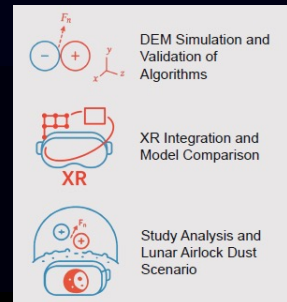 Fn
− +
y
x z
DEM Simulation and
Validation of
Algorithms
XR
XR Integration and
Model Comparison
Fn
+ +
Study Analysis and
Lunar Airlock Dust
Scenario